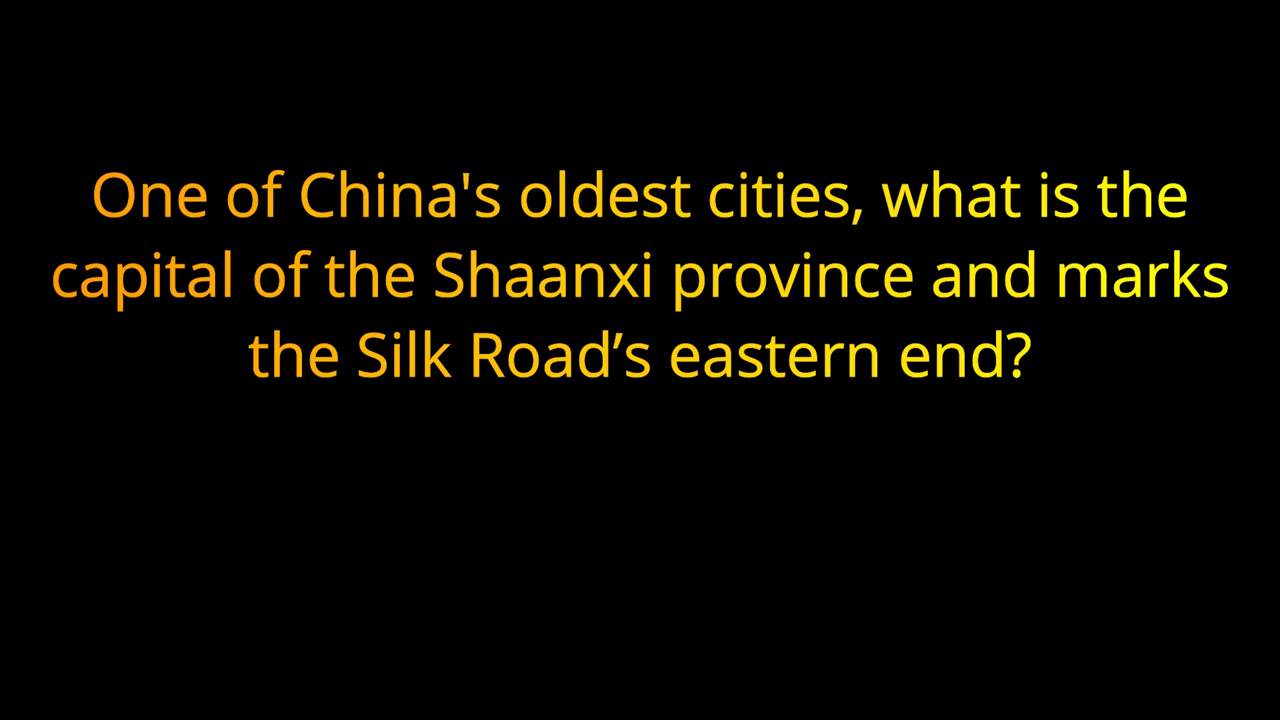 One of China's oldest cities, what is the
capital of the Shaanxi province and marks
the Silk Road’s eastern end?